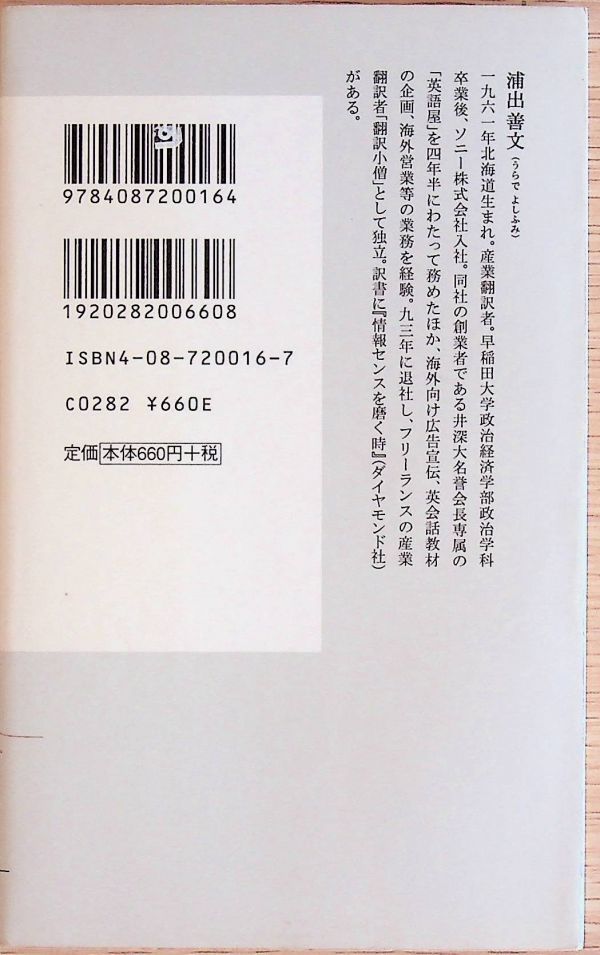 浦出善文(うらで よしふみ)
一九六一年北海道生まれ。産業翻訳者。早稲田大学政治経済学部政治学科
卒業後、ソニー株式会社入社。同社の創業者である井深大名誉会長専属の
「英語屋」を四年半にわたって務めたほか、海外向け広告宣伝、英会話教材
の企画、海外営業等の業務を経験。九三年に退社し、フリーランスの産業
翻訳者「翻訳小僧」として独立。訳書に『情報センスを磨く時』(ダイヤモンド社)
がある。
9784087200164
1920282006608
ISBN4-08-720016-7
C0282 ¥660E
定価 本体660円+税